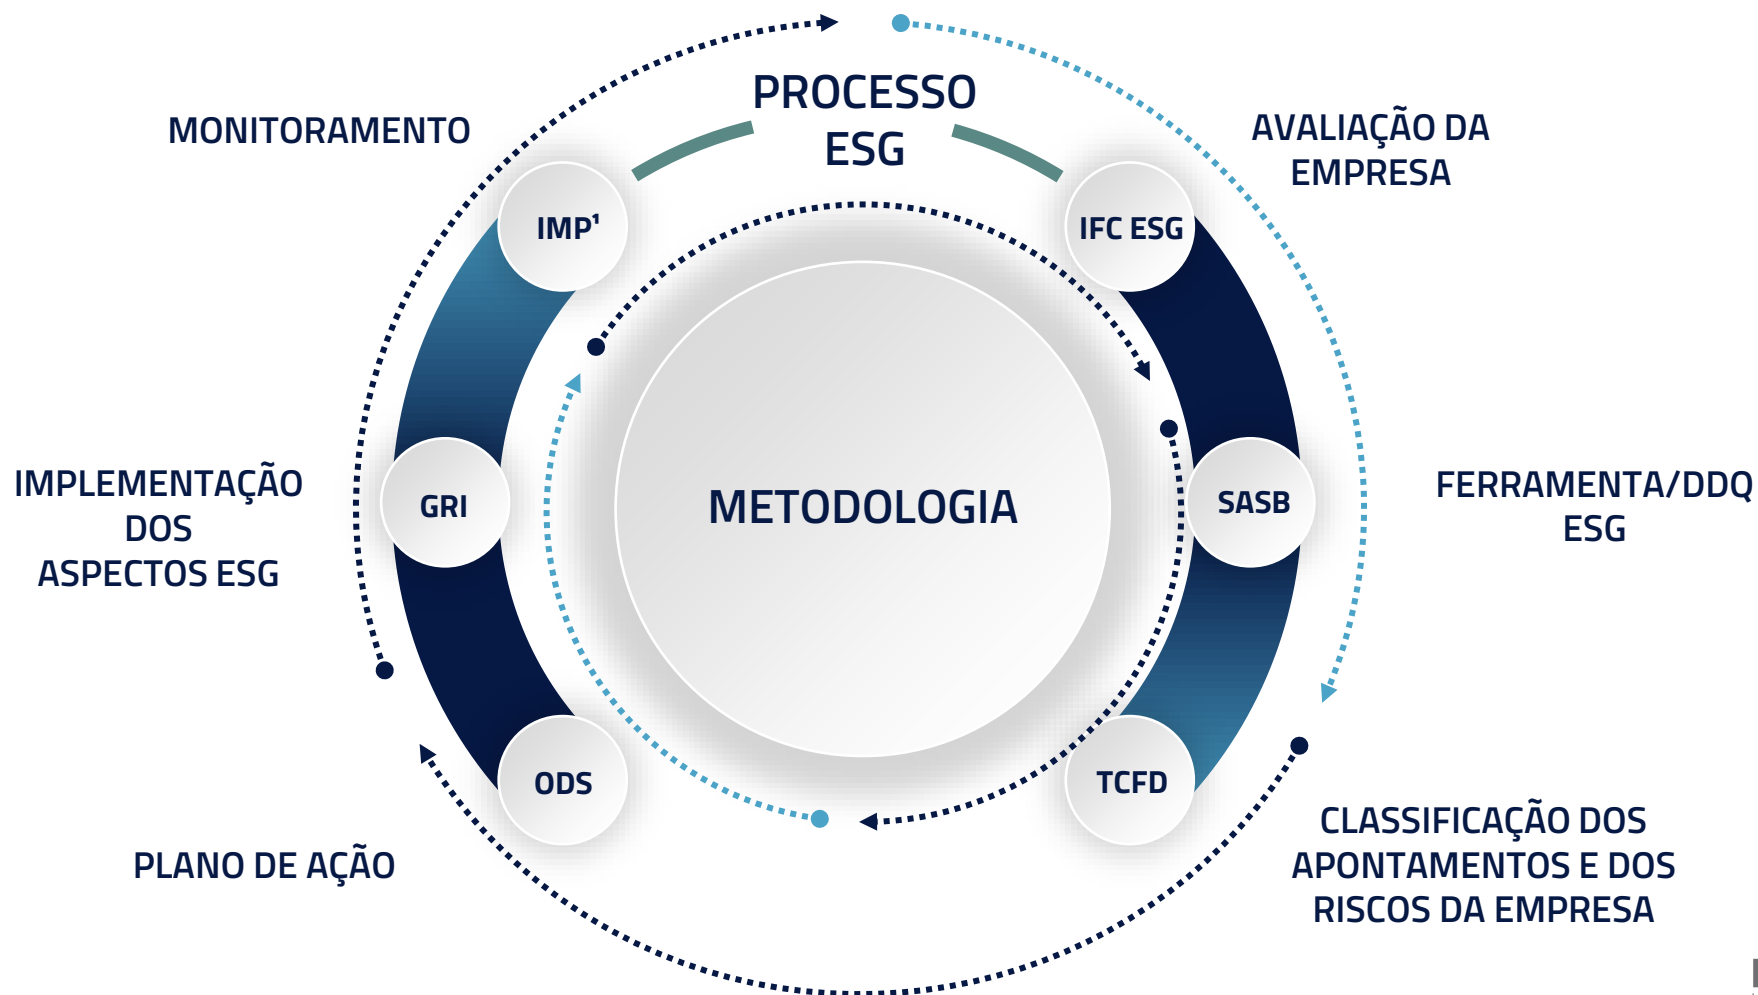 PROCESSO
ESG
MONITORAMENTO
AVALIAÇÃO DA
EMPRESA
IMP¹
IFC ESG
IMPLEMENTAÇÃO
DOS
ASPECTOS ESG
GRI
METODOLOGIA
SASB
FERRAMENTA/DDQ
ESG
ODS
TCFD
PLANO DE AÇÃO
CLASSIFICAÇÃO DOS
APONTAMENTOS E DOS
RISCOS DA EMPRESA